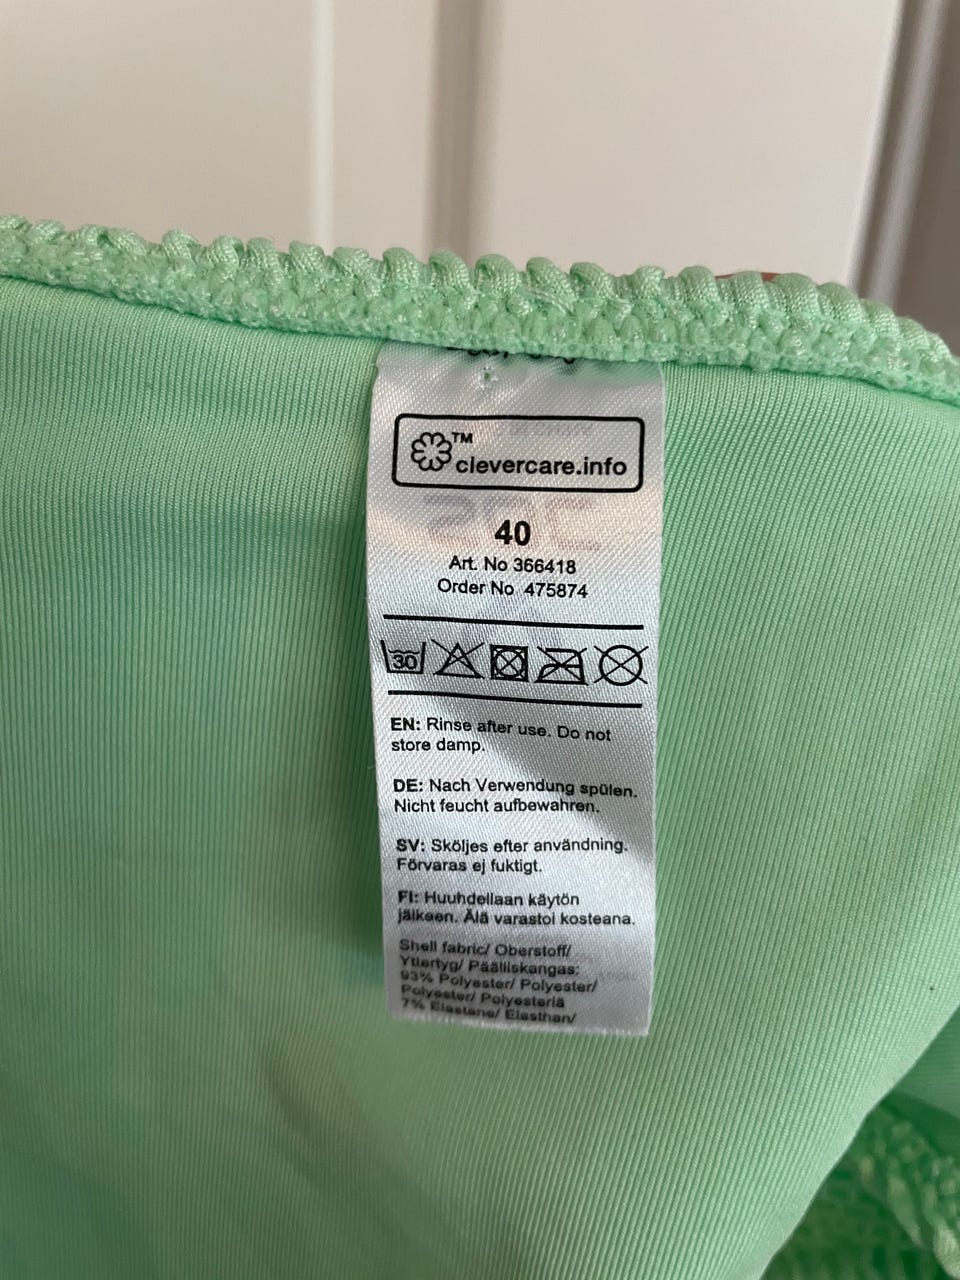 TM
clevercare.info
40
Art. No 366418
Order No 475874
30
EN: Rinse after use. Do not
store damp.
DE: Nach Verwendung spülen.
Nicht feucht aufbewahren.
SV: Sköljes efter användning.
Förvaras ej fuktigt.
FI: Huuhdellaan käytön
jälkeen. Älä varastoi kosteana.
Shell fabric/ Oberstoff/
Yttertyg/ Päälliskangas:
93% Polyester/ Polyester/
Polyester/ Polyesteriä
7% Elastane/ Elasthan/